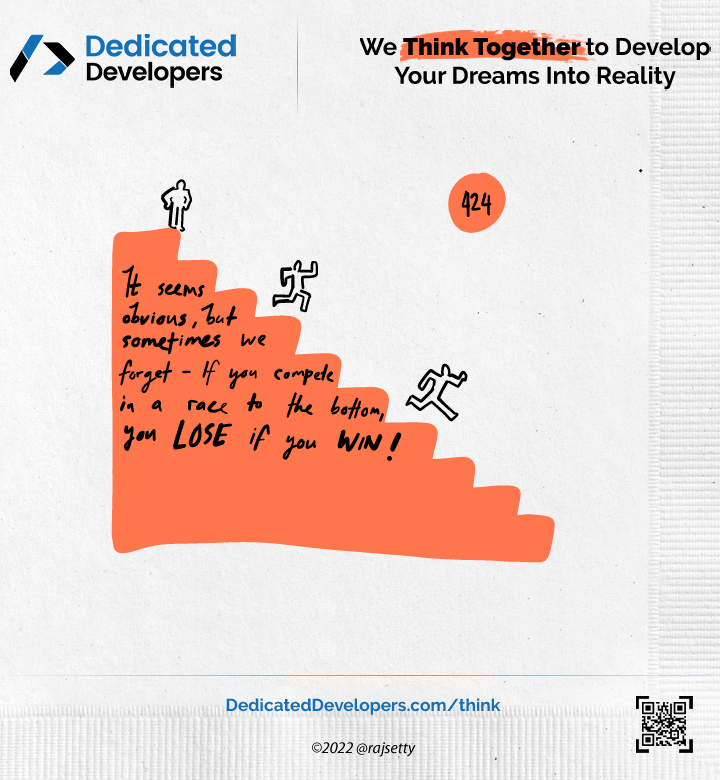 Dedicated
Developers
We Think Together to Develop
Your Dreams Into Reality
424
It seems
obvious, but
sometimes we
forget - If you compete
in a race to the bottom,
you LOSE if you WIN!
DedicatedDevelopers.com/think
©2022 @rajsetty